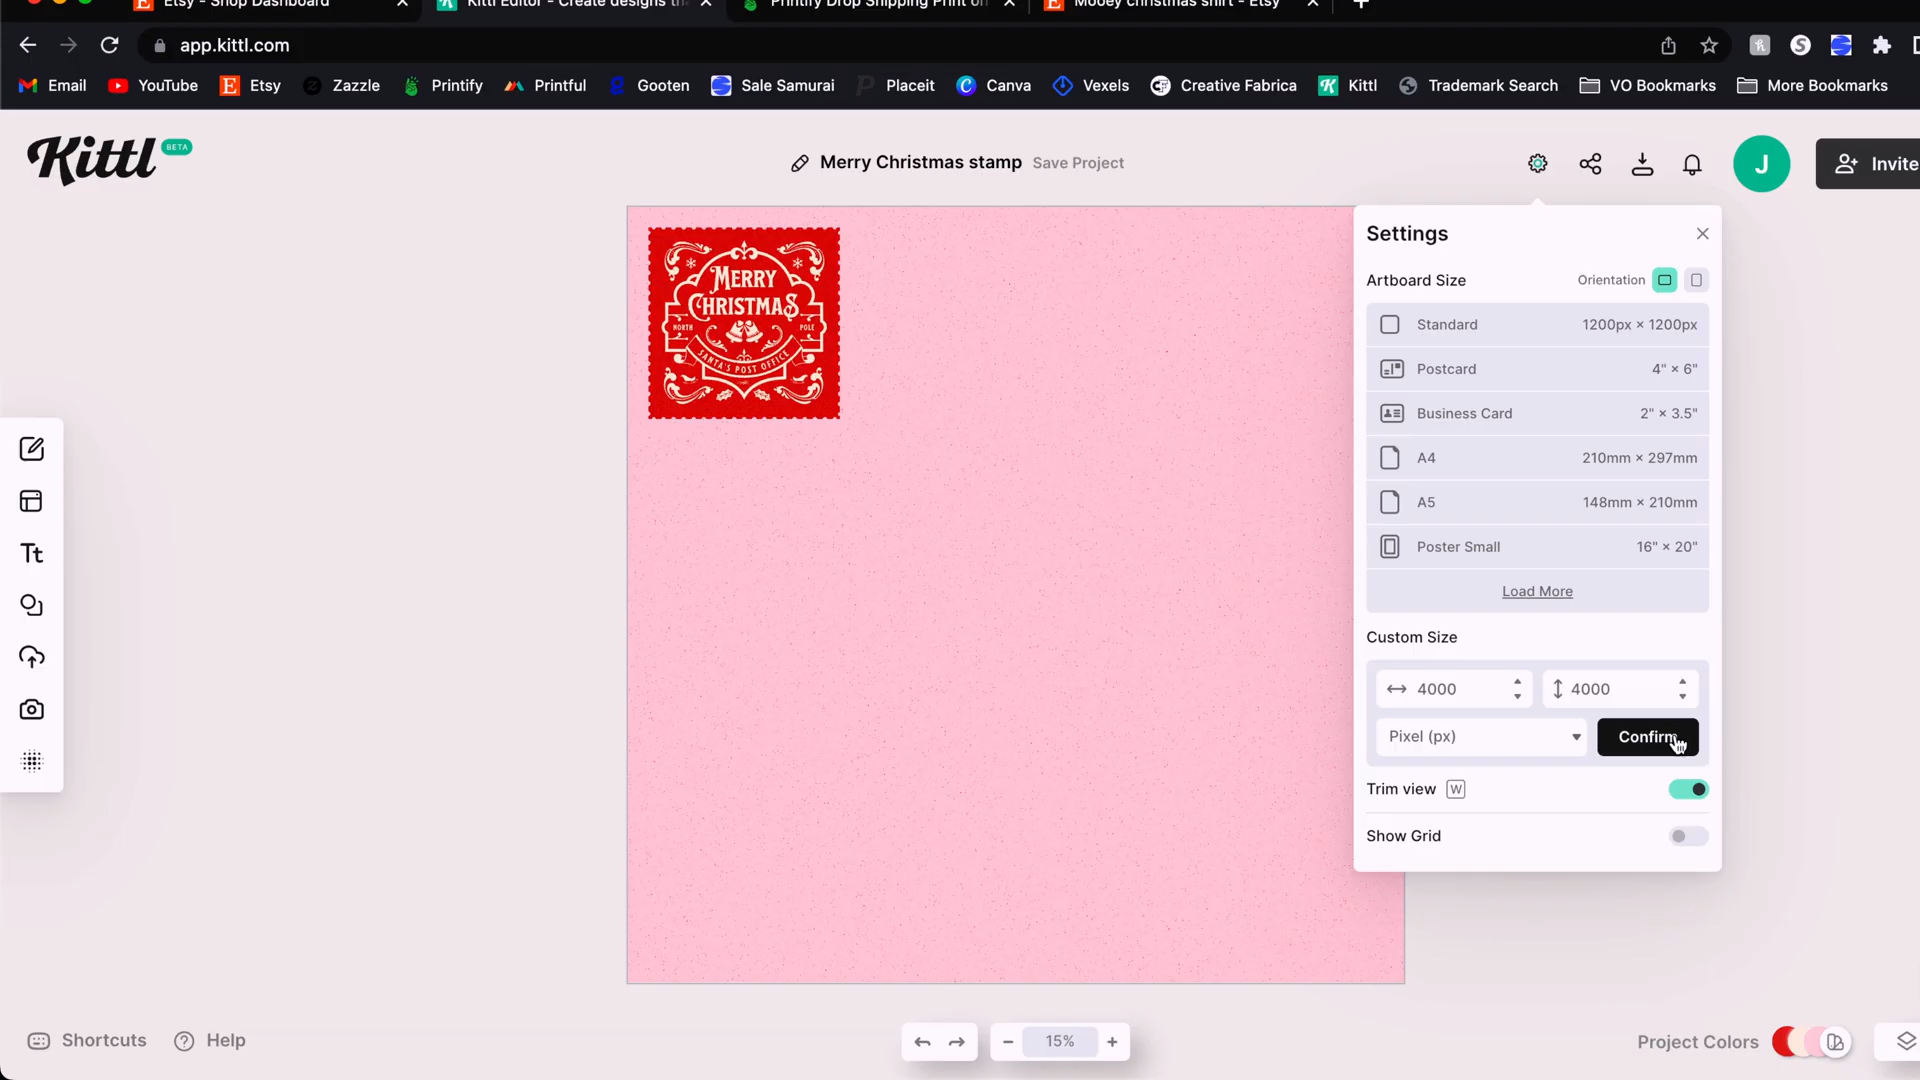 Etsy - Shop Dashboard
Kittl Editor - Create designs th
Printify Drop Shipping Print on
Mooey christmas shirt - Etsy
app.kittl.com
Email YouTube Etsy Zazzle Printify Printful Gooten Sale Samurai Placeit Canva Vexels Creative Fabrica Kittl Trademark Search VO Bookmarks More Bookmarks
Kittl BETA
Merry Christmas stamp Save Project
J
Invite
MERRY
CHRISTMAS
NORTH POLE
SANTA'S POST OFFICE
Settings
Artboard Size Orientation
Standard 1200px × 1200px
Postcard 4" × 6"
Business Card 2" × 3.5"
A4 210mm × 297mm
A5 148mm × 210mm
Poster Small 16" × 20"
Load More
Custom Size
4000 4000
Pixel (px) Confirm
Trim view W
Show Grid
Tt
Shortcuts Help
15%
Project Colors